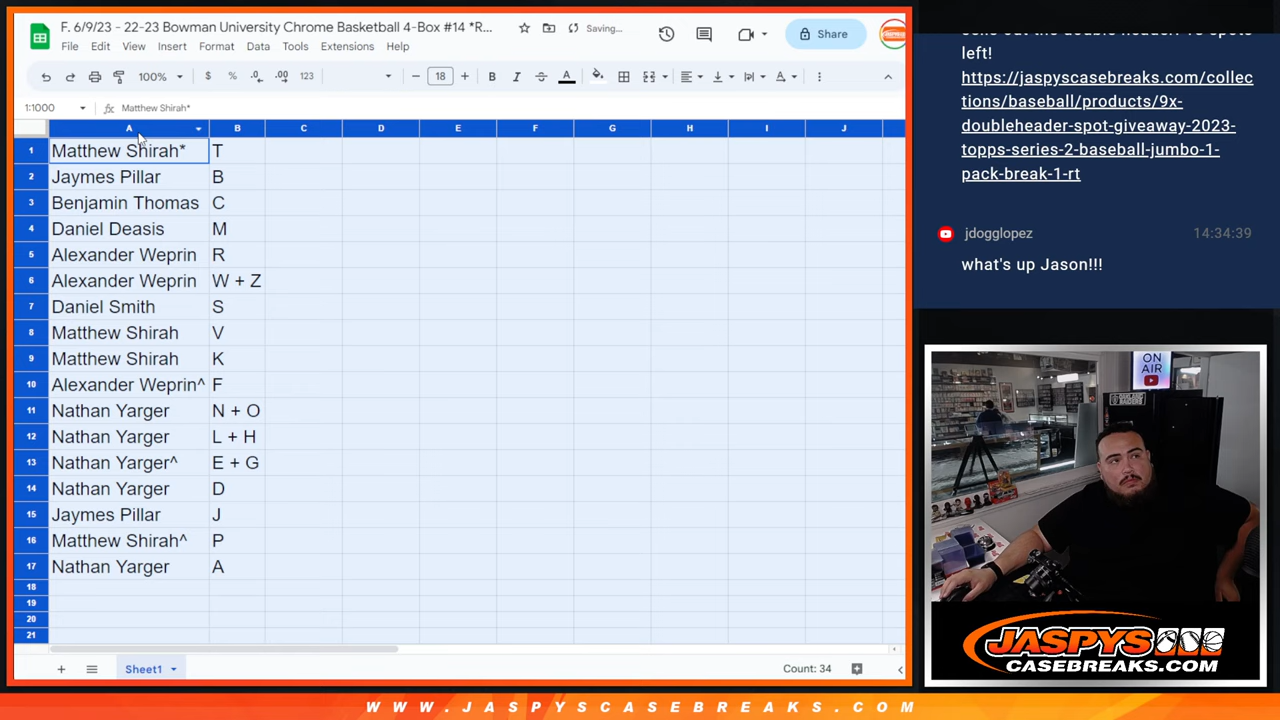 F. 6/9/23 - 22-23 Bowman University Chrome Basketball 4-Box #14 *R...
Saving...
Share
File Edit View Insert Format Data Tools Extensions Help
100% $ % .0 .00 123 18 B I A
1:1000 fx Matthew Shirah*
A B C D E F G H I J
1 Matthew Shirah* T
2 Jaymes Pillar B
3 Benjamin Thomas C
4 Daniel Deasis M
5 Alexander Weprin R
6 Alexander Weprin W + Z
7 Daniel Smith S
8 Matthew Shirah V
9 Matthew Shirah K
10 Alexander Weprin^ F
11 Nathan Yarger N + O
12 Nathan Yarger L + H
13 Nathan Yarger^ E + G
14 Nathan Yarger D
15 Jaymes Pillar J
16 Matthew Shirah^ P
17 Nathan Yarger A
18
19
20
21
Sheet1
Count: 34
left!
https://jaspyscasebreaks.com/collec
tions/baseball/products/9x-
doubleheader-spot-giveaway-2023-
topps-series-2-baseball-jumbo-1-
pack-break-1-rt
jdogglopez 14:34:39
what's up Jason!!!
ON
AIR
JASPYS
CASEBREAKS.COM
WWW.JASPYSCASEBREAKS.COM